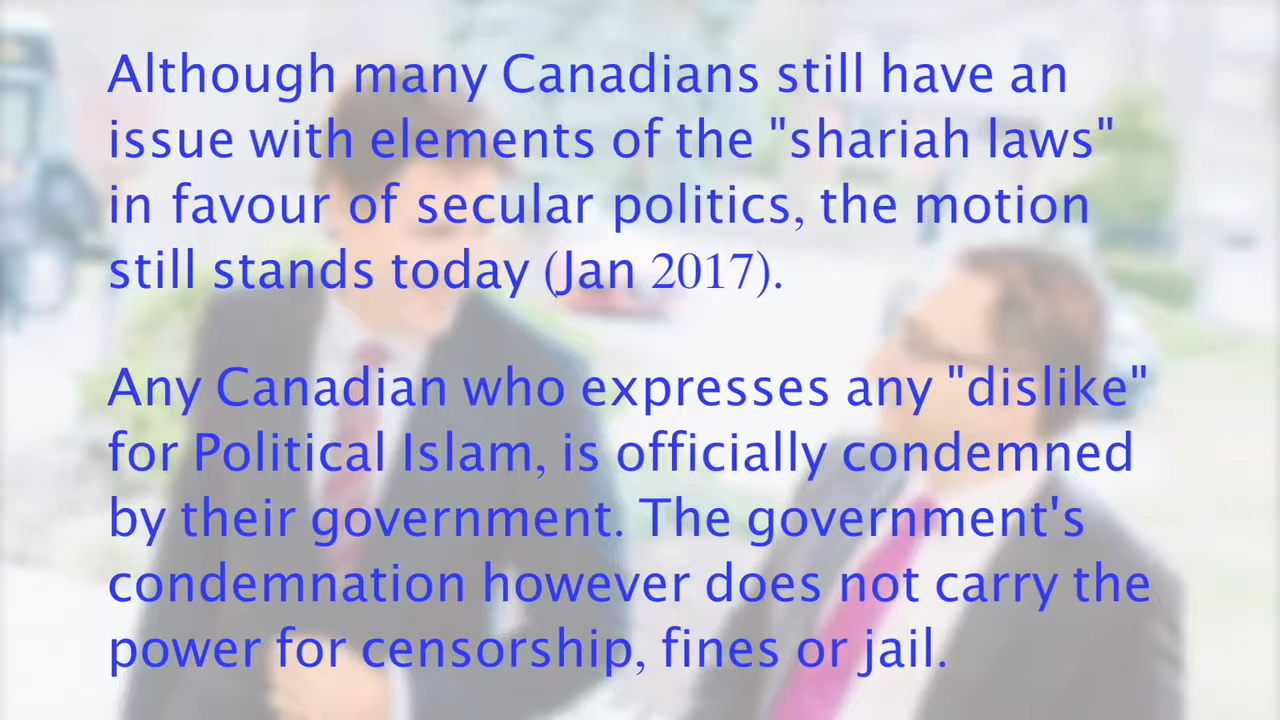 Although many Canadians still have an
issue with elements of the "shariah laws"
in favour of secular politics, the motion
still stands today (Jan 2017).
Any Canadian who expresses any "dislike"
for Political Islam, is officially condemned
by their government. The government's
condemnation however does not carry the
power for censorship, fines or jail.